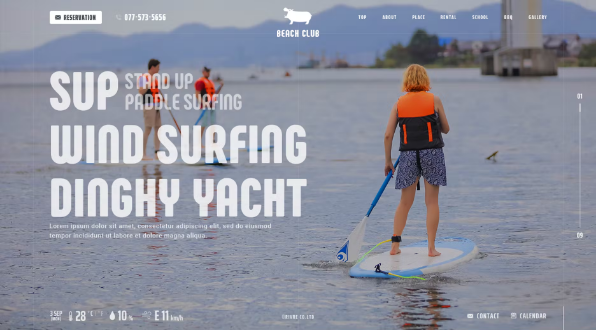 RESERVATION
077-573-5656
BEACH CLUB
TOP ABOUT PLACE RENTAL SCHOOL BBQ GALLERY
SUP STAND UP
PADDLE SURFING
WIND SURFING
DINGHY YACHT
Lorem ipsum dolor sit amet, consectetur adipiscing elit, sed do eiusmod
tempor incididunt ut labore et dolore magna aliqua.
01
09
3 SEP
28
10 %
E 11 km/h
CONTACT
CALENDAR